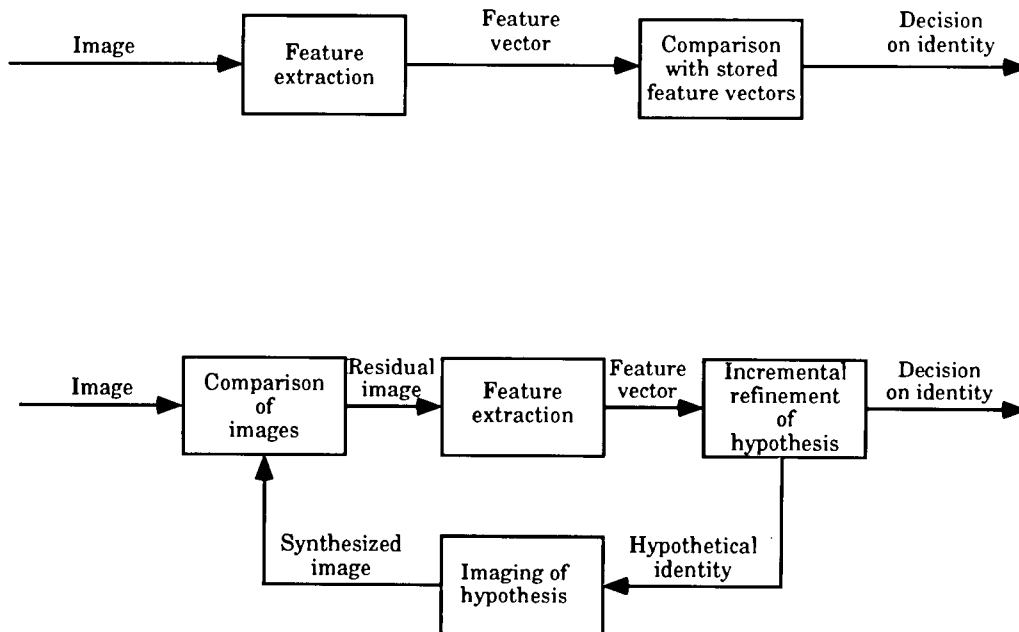 Image
Feature
extraction
Feature
vector
Comparison
with stored
feature vectors
Decision
on identity
Image
Comparison
of
images
Residual
image
Feature
extraction
Feature
vector
Incremental
refinement
of
hypothesis
Decision
on identity
Synthesized
image
Imaging of
hypothesis
Hypothetical
identity